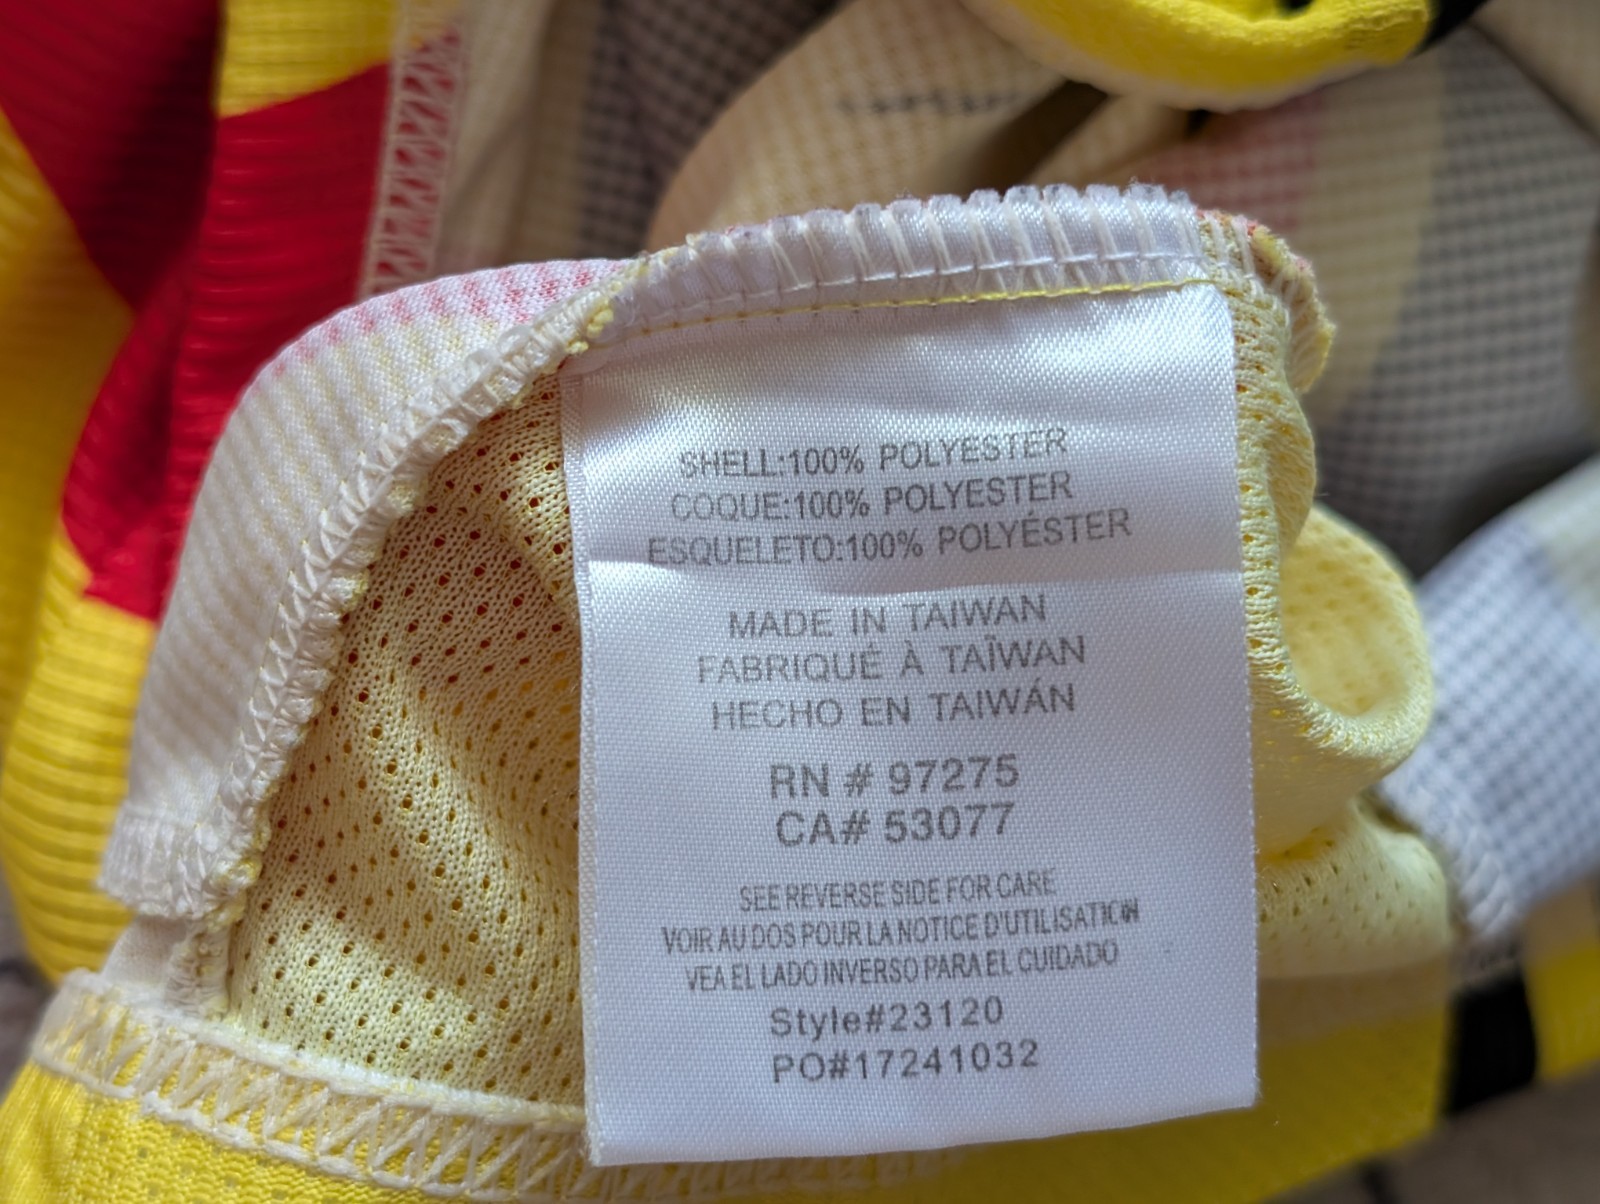 SHELL:100% POLYESTER
COQUE:100% POLYESTER
ESQUELETO:100% POLYÉSTER
MADE IN TAIWAN
FABRIQUÉ À TAÏWAN
HECHO EN TAIWÁN
RN # 97275
CA# 53077
SEE REVERSE SIDE FOR CARE
VOIR AU DOS POUR LA NOTICE D'UTILISATION
VEA EL LADO INVERSO PARA EL CUIDADO
Style#23120
PO#17241032